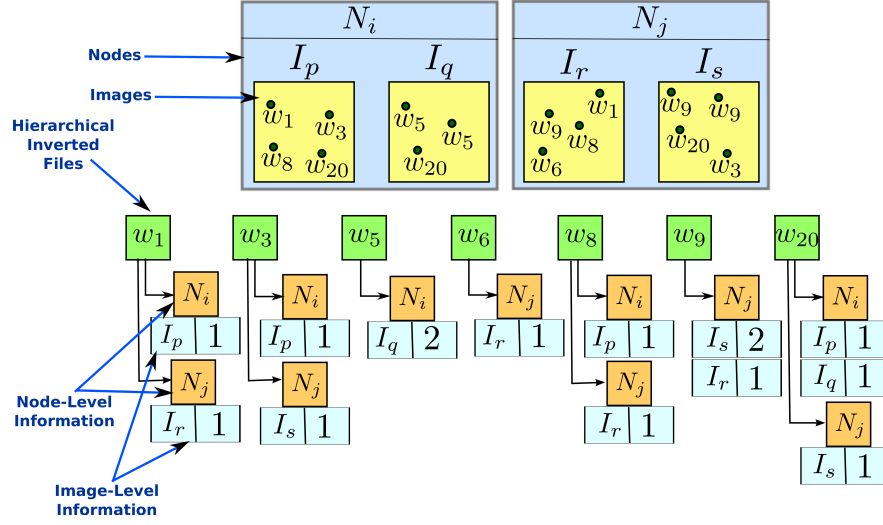 N_i N_j
Nodes
I_p I_q I_r I_s
Images
w_1 w_3 w_8 w_20
w_5 w_5 w_20
w_1 w_9 w_8 w_6
w_9 w_9 w_20 w_3
Hierarchical
Inverted
Files
w_1 w_3 w_5 w_6 w_8 w_9 w_20
N_i N_i N_i N_j N_i N_j N_i
I_p 1 I_p 1 I_q 2 I_r 1 I_p 1 I_s 2 I_p 1
I_r 1 I_q 1
N_j N_j N_j
I_r 1 I_s 1 I_r 1
N_j
I_s 1
Node-Level
Information
Image-Level
Information